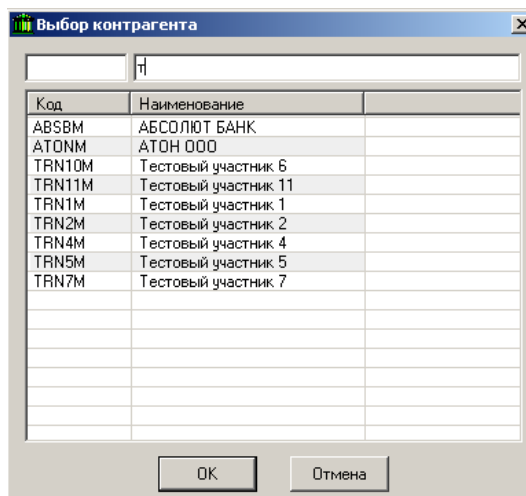 Выбор контрагента
т
Код Наименование
ABSBM АБСОЛЮТ БАНК
ATONM АТОН ООО
TRN10M Тестовый участник 6
TRN11M Тестовый участник 11
TRN1M Тестовый участник 1
TRN2M Тестовый участник 2
TRN4M Тестовый участник 4
TRN5M Тестовый участник 5
TRN7M Тестовый участник 7
OK Отмена